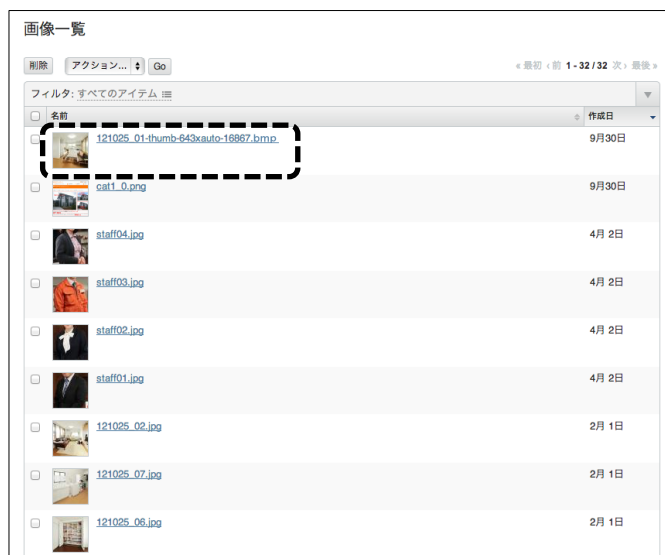 画像一覧
削除 アクション... Go «最初 ‹前 1 - 32 / 32 次› 最後»
フィルタ: すべてのアイテム
名前 作成日
121025_01-thumb-643xauto-16867.bmp 9月30日
cat1_0.png 9月30日
staff04.jpg 4月 2日
staff03.jpg 4月 2日
staff02.jpg 4月 2日
staff01.jpg 4月 2日
121025_02.jpg 2月 1日
121025_07.jpg 2月 1日
121025_06.jpg 2月 1日